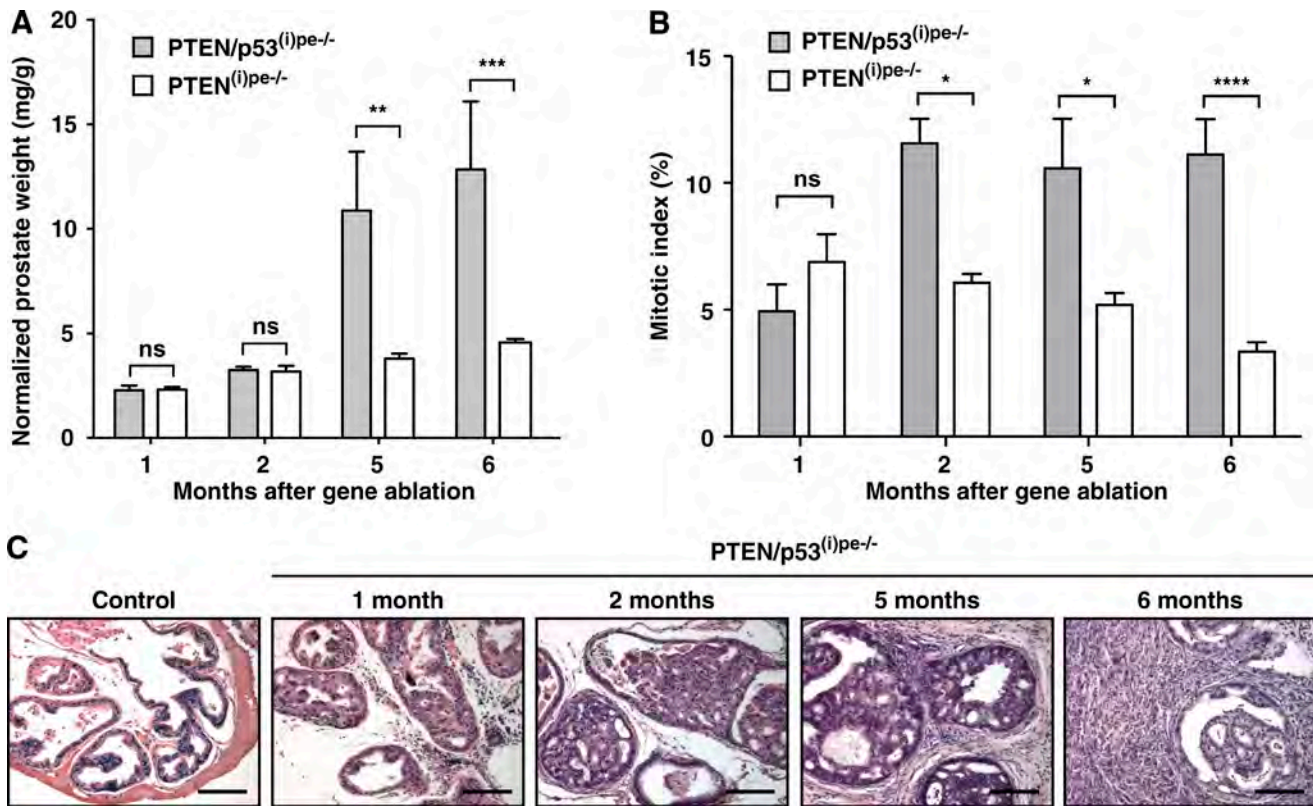 A
20
15
10
5
0
Normalized prostate weight (mg/g)
PTEN/p53(i)pe-/-
PTEN(i)pe-/-
ns
ns
**
***
1 2 5 6
Months after gene ablation
B
15
10
5
0
Mitotic index (%)
PTEN/p53(i)pe-/-
PTEN(i)pe-/-
ns
*
*
****
1 2 5 6
Months after gene ablation
C
PTEN/p53(i)pe-/-
Control 1 month 2 months 5 months 6 months